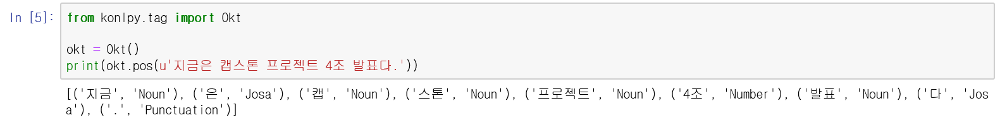 In [5]: from konlpy.tag import Okt
okt = Okt()
print(okt.pos(u'지금은 캡스톤 프로젝트 4조 발표다.'))
[('지금', 'Noun'), ('은', 'Josa'), ('캡', 'Noun'), ('스톤', 'Noun'), ('프로젝트', 'Noun'), ('4조', 'Number'), ('발표', 'Noun'), ('다', 'Jos
a'), ('.', 'Punctuation')]